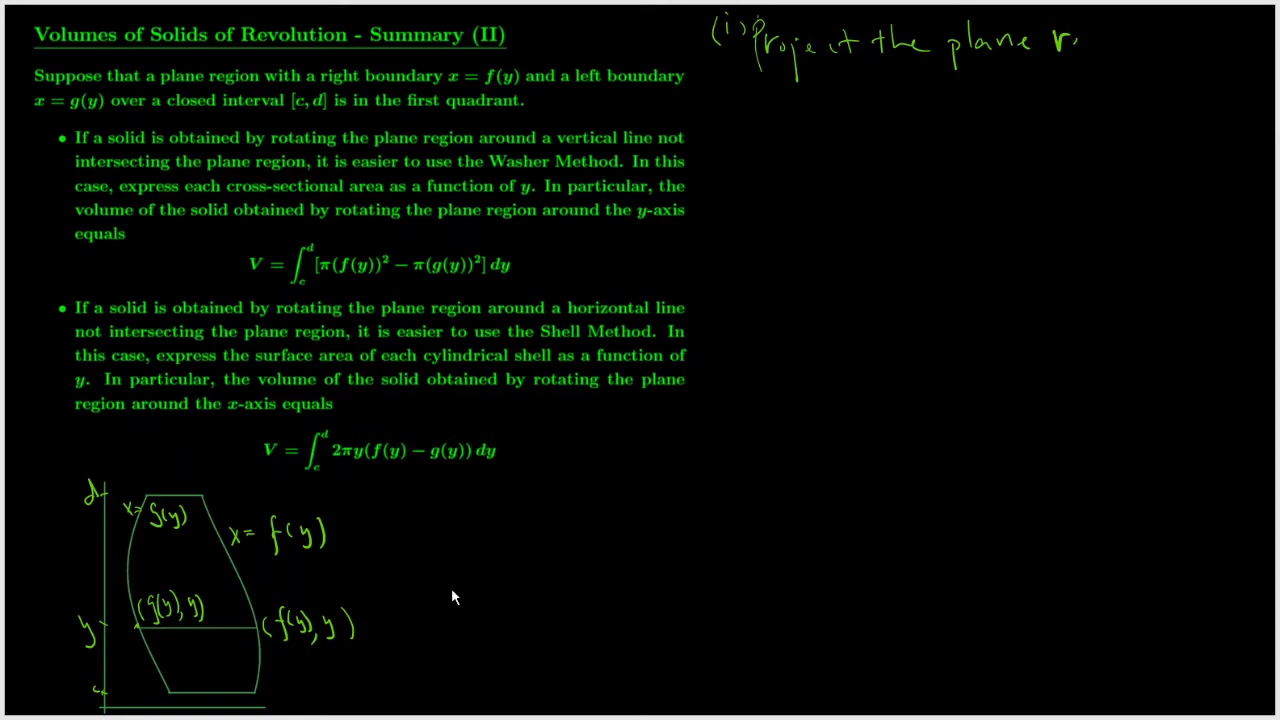 Volumes of Solids of Revolution - Summary (II)
Suppose that a plane region with a right boundary x = f(y) and a left boundary
x = g(y) over a closed interval [c, d] is in the first quadrant.
• If a solid is obtained by rotating the plane region around a vertical line not
intersecting the plane region, it is easier to use the Washer Method. In this
case, express each cross-sectional area as a function of y. In particular, the
volume of the solid obtained by rotating the plane region around the y-axis
equals
V = ∫_c^d [π(f(y))² − π(g(y))²] dy
• If a solid is obtained by rotating the plane region around a horizontal line
not intersecting the plane region, it is easier to use the Shell Method. In
this case, express the surface area of each cylindrical shell as a function of
y. In particular, the volume of the solid obtained by rotating the plane
region around the x-axis equals
V = ∫_c^d 2πy(f(y) − g(y)) dy
d
x = g(y)
x = f(y)
(g(y), y)
y
(f(y), y)
c
(i) Project the plane r